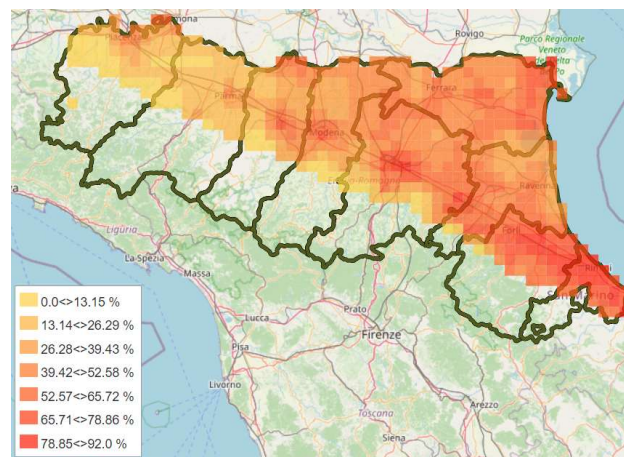 Rovigo
Parco Regionale
Veneto
Ferrara
Modena
Ravenna
Forlì
Rimini
San Marino
Liguria
La Spezia
Massa
Lucca
Prato
Firenze
Pisa
Livorno
Toscana
Arezzo
Siena
0.0<>13.15 %
13.14<>26.29 %
26.28<>39.43 %
39.42<>52.58 %
52.57<>65.72 %
65.71<>78.86 %
78.85<>92.0 %